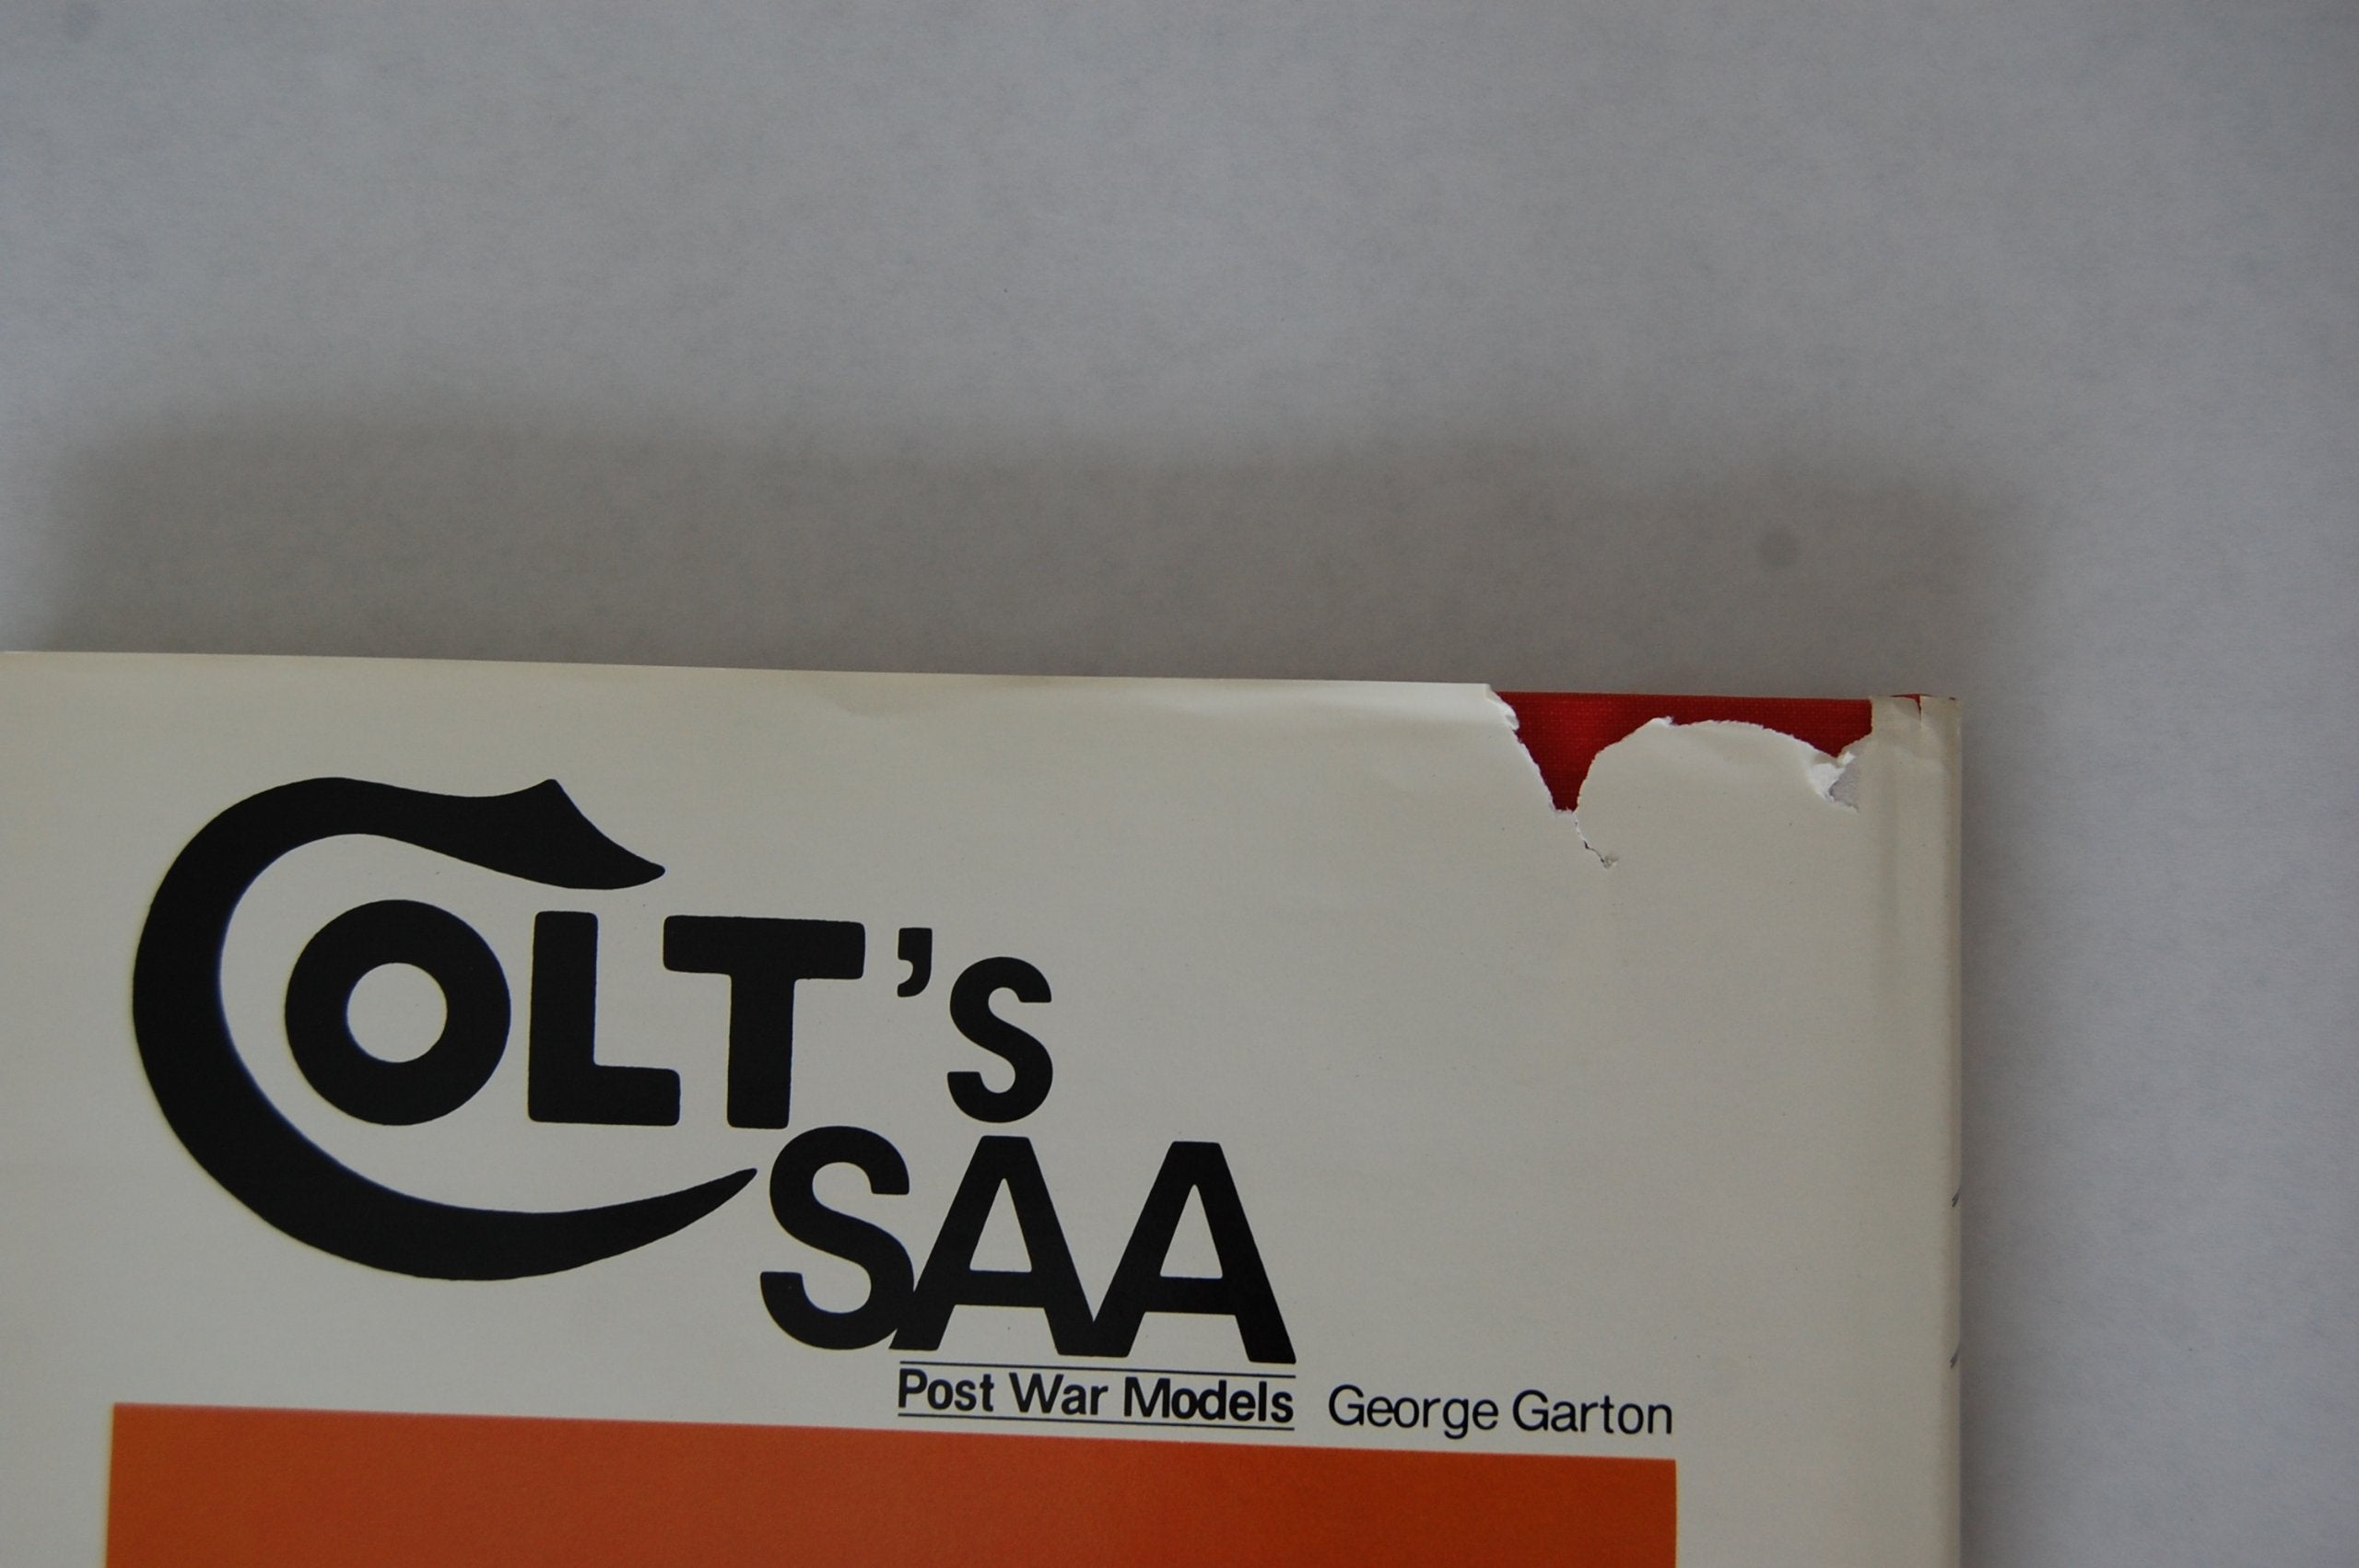 COLT's
SAA
Post War Models George Garton